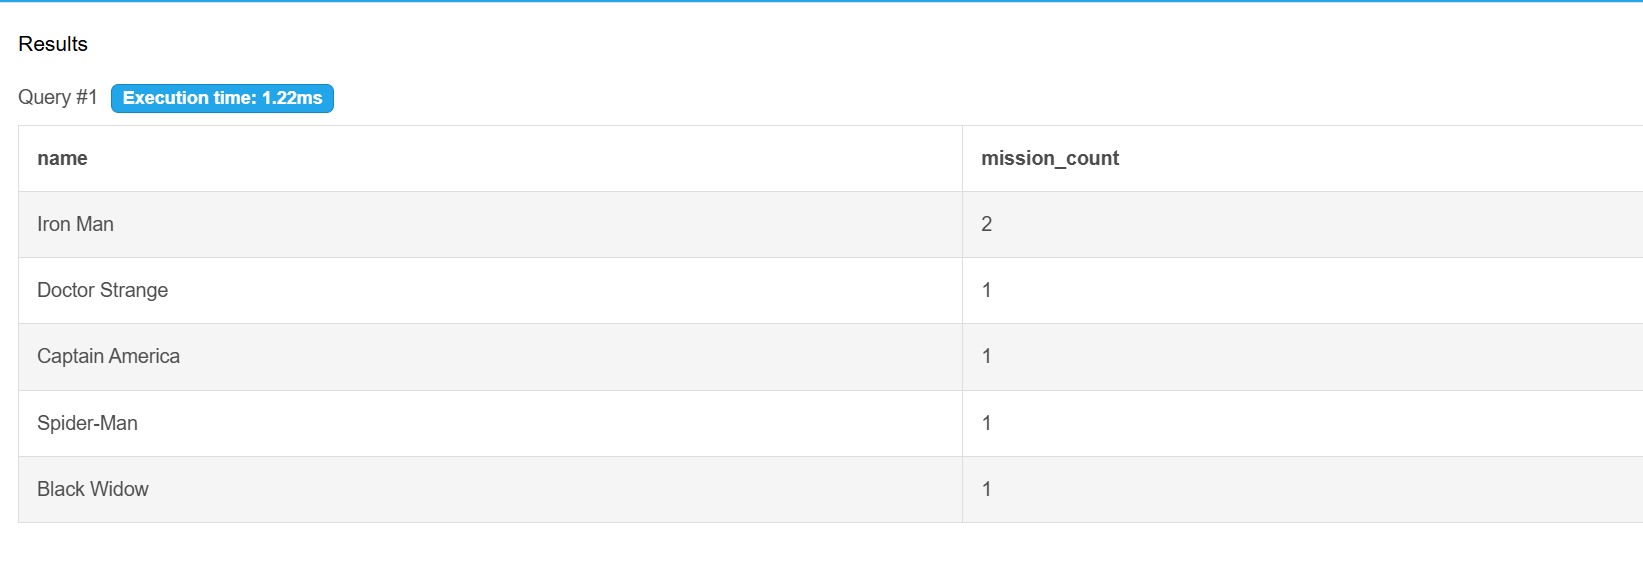 Results
Query #1 Execution time: 1.22ms
name mission_count
Iron Man 2
Doctor Strange 1
Captain America 1
Spider-Man 1
Black Widow 1